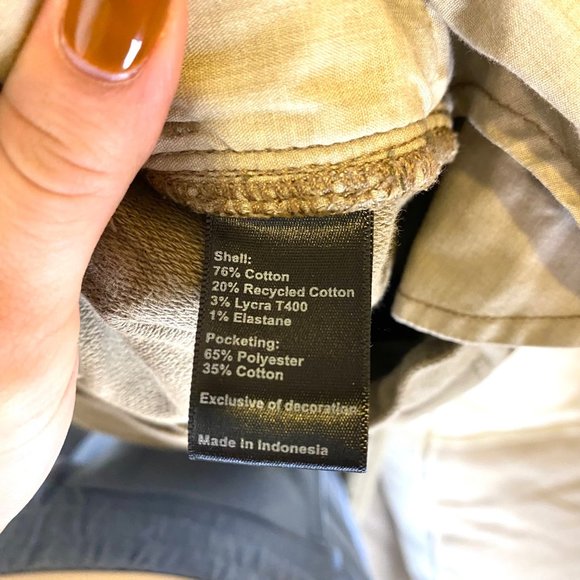 Shell:
76% Cotton
20% Recycled Cotton
3% Lycra T400
1% Elastane
Pocketing:
65% Polyester
35% Cotton
Exclusive of decoration
Made In Indonesia